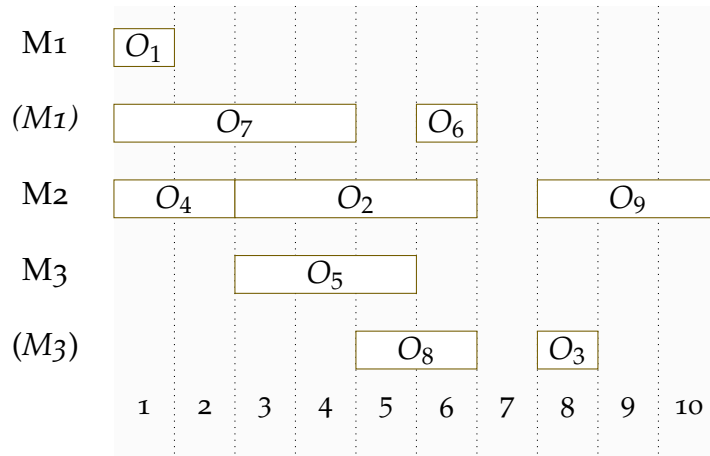 M1 O₁
(M1) O₇ O₆
M2 O₄ O₂ O₉
M3 O₅
(M3) O₈ O₃
1 2 3 4 5 6 7 8 9 10